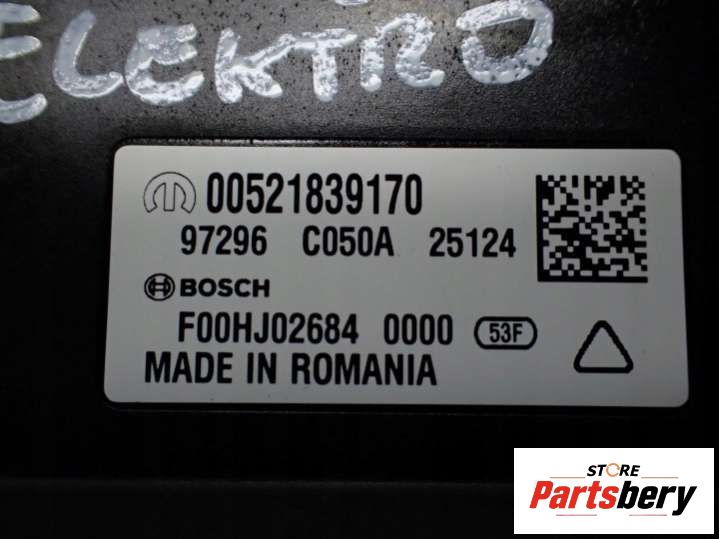 ELEKTRO
00521839170
97296 C050A 25124
BOSCH
F00HJ02684 0000 53F
MADE IN ROMANIA
STORE
Partsbery